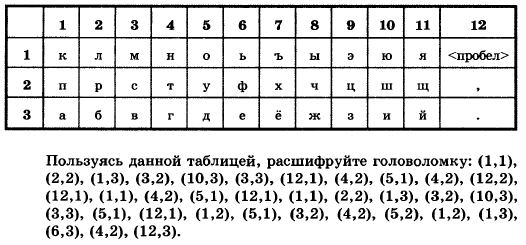 1 2 3 4 5 6 7 8 9 10 11 12
1 к л м н о ь ъ ы э ю я <пробел>
2 п р с т у ф х ч ц ш щ ,
3 а б в г д е ё ж з и й .
Пользуясь данной таблицей, расшифруйте головоломку: (1,1),
(2,2), (1,3), (3,2), (10,3), (3,3), (12,1), (4,2), (5,1), (4,2), (12,2),
(12,1), (1,1), (4,2), (5,1), (12,1), (1,1), (2,2), (1,3), (3,2), (10,3),
(3,3), (5,1), (12,1), (1,2), (5,1), (3,2), (4,2), (5,2), (1,2), (1,3),
(6,3), (4,2), (12,3).